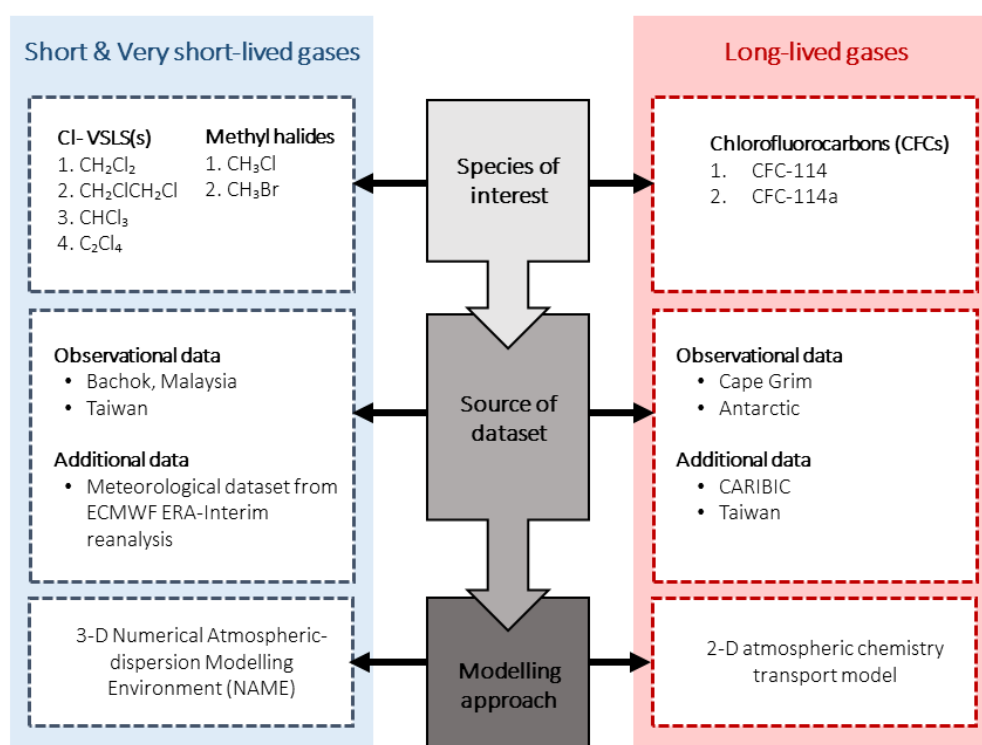 Short & Very short-lived gases
Long-lived gases
Cl- VSLS(s)
1. CH₂Cl₂
2. CH₂ClCH₂Cl
3. CHCl₃
4. C₂Cl₄
Methyl halides
1. CH₃Cl
2. CH₃Br
Species of
interest
Chlorofluorocarbons (CFCs)
1. CFC-114
2. CFC-114a
Observational data
• Bachok, Malaysia
• Taiwan
Additional data
• Meteorological dataset from
ECMWF ERA-Interim
reanalysis
Source of
dataset
Observational data
• Cape Grim
• Antarctic
Additional data
• CARIBIC
• Taiwan
3-D Numerical Atmospheric-
dispersion Modelling
Environment (NAME)
Modelling
approach
2-D atmospheric chemistry
transport model